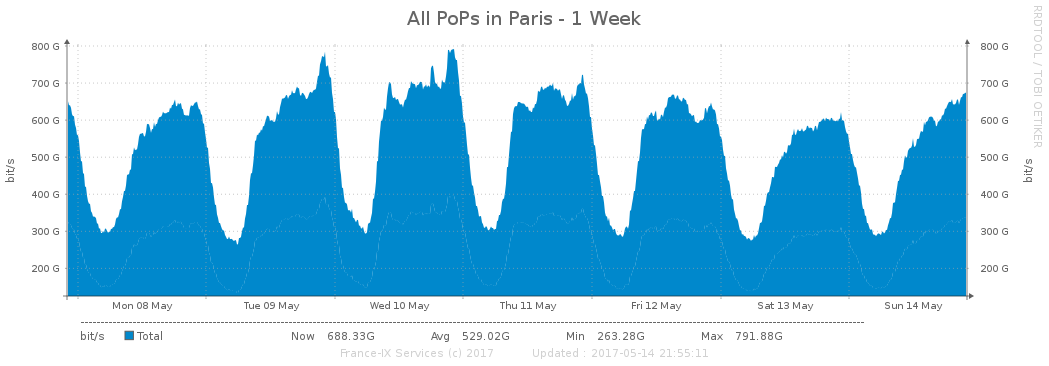 All PoPs in Paris - 1 Week
RRDTOOL / TOBI OETIKER
800 G 800 G
700 G 700 G
600 G 600 G
500 G 500 G
400 G 400 G
300 G 300 G
200 G 200 G
bit/s bit/s
Mon 08 May Tue 09 May Wed 10 May Thu 11 May Fri 12 May Sat 13 May Sun 14 May
bit/s Total Now 688.33G Avg 529.02G Min 263.28G Max 791.88G
France-IX Services (c) 2017 Updated : 2017-05-14 21:55:11